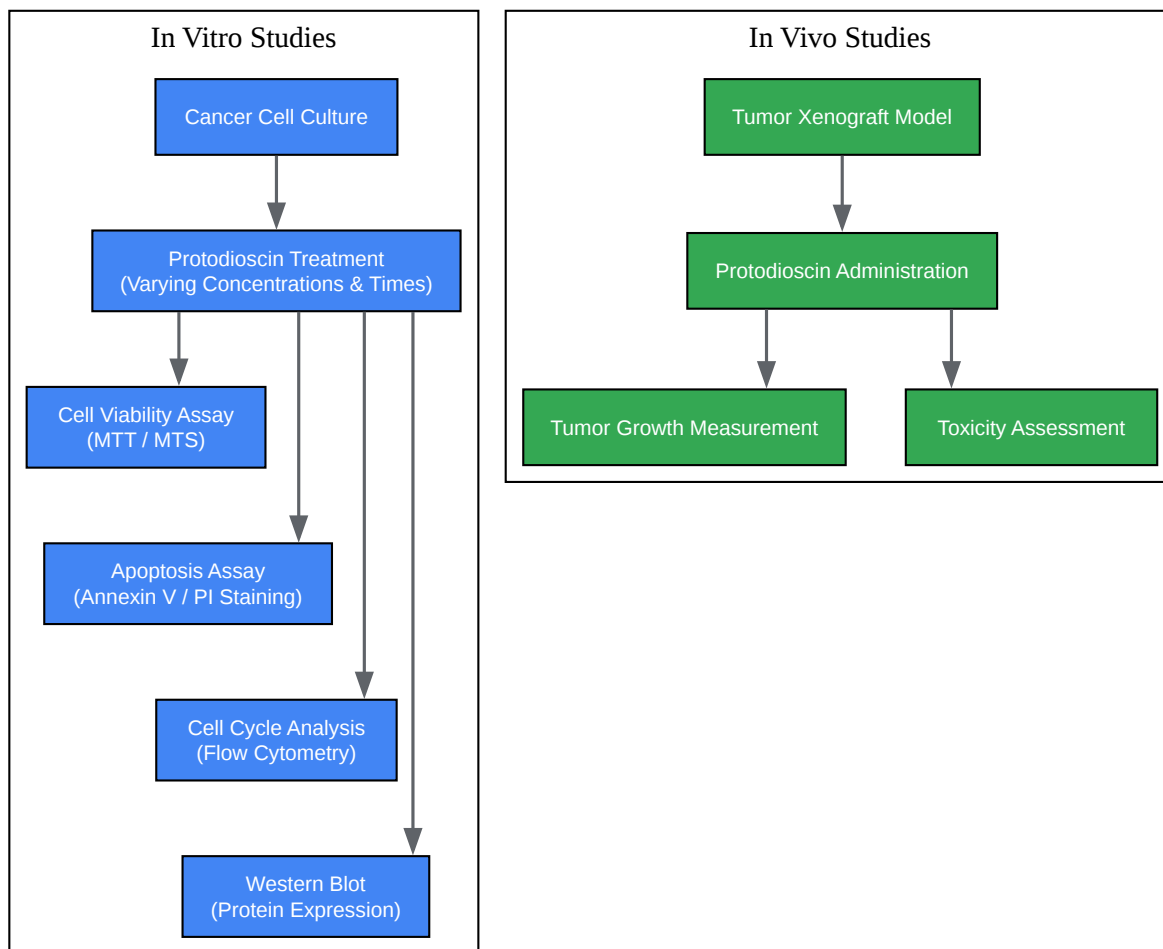 In Vitro Studies
Cancer Cell Culture
Protodioscin Treatment
(Varying Concentrations & Times)
Cell Viability Assay
(MTT / MTS)
Apoptosis Assay
(Annexin V / PI Staining)
Cell Cycle Analysis
(Flow Cytometry)
Western Blot
(Protein Expression)
In Vivo Studies
Tumor Xenograft Model
Protodioscin Administration
Tumor Growth Measurement
Toxicity Assessment